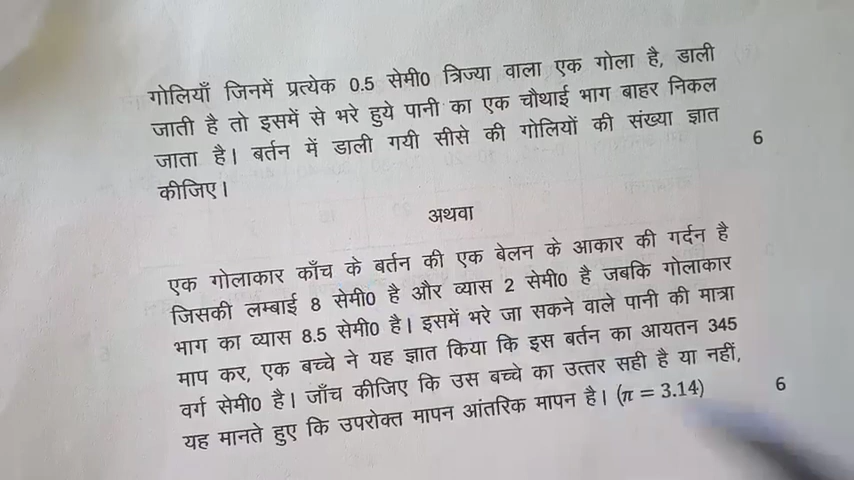 गोलियाँ जिनमें प्रत्येक 0.5 सेमी0 त्रिज्या वाला एक गोला है, डाली
जाती है तो इसमें से भरे हुये पानी का एक चौथाई भाग बाहर निकल
जाता है। बर्तन में डाली गयी सीसे की गोलियों की संख्या ज्ञात
कीजिए। 6
अथवा
एक गोलाकार काँच के बर्तन की एक बेलन के आकार की गर्दन है
जिसकी लम्बाई 8 सेमी0 है और व्यास 2 सेमी0 है जबकि गोलाकार
भाग का व्यास 8.5 सेमी0 है। इसमें भरे जा सकने वाले पानी की मात्रा
माप कर, एक बच्चे ने यह ज्ञात किया कि इस बर्तन का आयतन 345
वर्ग सेमी0 है। जाँच कीजिए कि उस बच्चे का उत्तर सही है या नहीं,
यह मानते हुए कि उपरोक्त मापन आंतरिक मापन है। (π = 3.14) 6